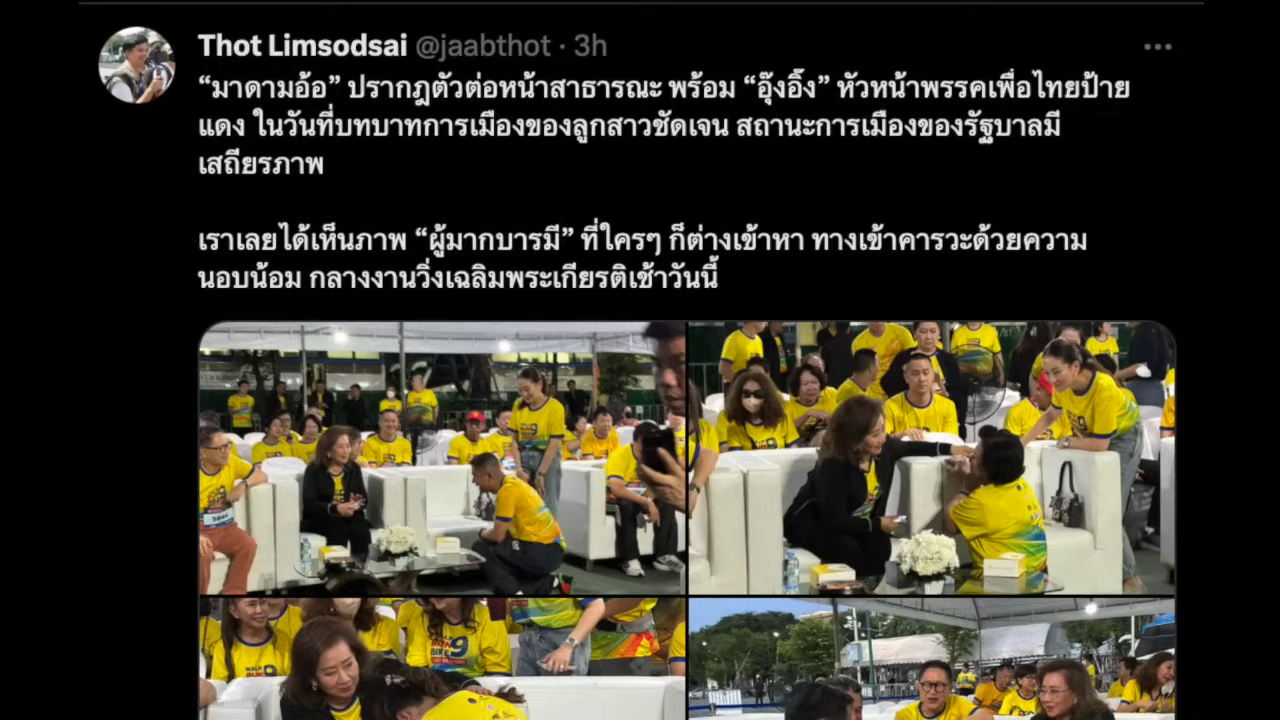 Thot Limsodsai @jaabthot · 3h
“มาดามอ้อ” ปรากฎตัวต่อหน้าสาธารณะ พร้อม “อุ๊งอิ๊ง” หัวหน้าพรรคเพื่อไทยป้าย
แดง ในวันที่บทบาทการเมืองของลูกสาวชัดเจน สถานะการเมืองของรัฐบาลมี
เสถียรภาพ
เราเลยได้เห็นภาพ “ผู้มากบารมี” ที่ใครๆ ก็ต่างเข้าหา ทางเข้าคารวะด้วยความ
นอบน้อม กลางงานวิ่งเฉลิมพระเกียรติเช้าวันนี้